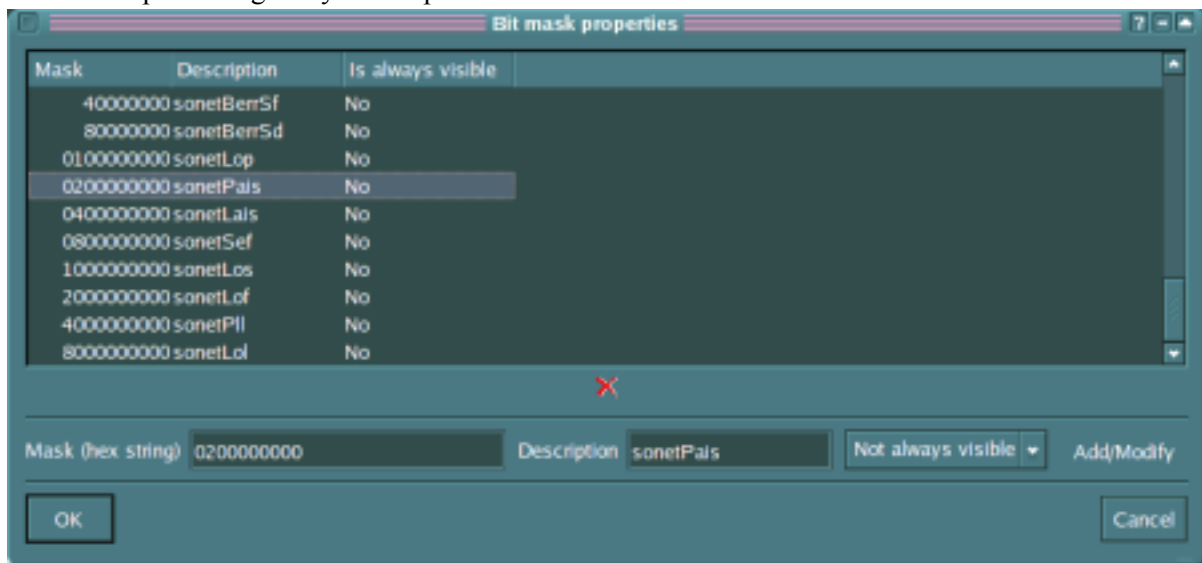 Bit mask properties
Mask Description Is always visible
40000000 sonetBerrSf No
80000000 sonetBerrSd No
0100000000 sonetLop No
0200000000 sonetPais No
0400000000 sonetLais No
0800000000 sonetSef No
1000000000 sonetLos No
2000000000 sonetLof No
4000000000 sonetPll No
8000000000 sonetLol No
Mask (hex string) 0200000000 Description sonetPais Not always visible Add/Modify
OK Cancel